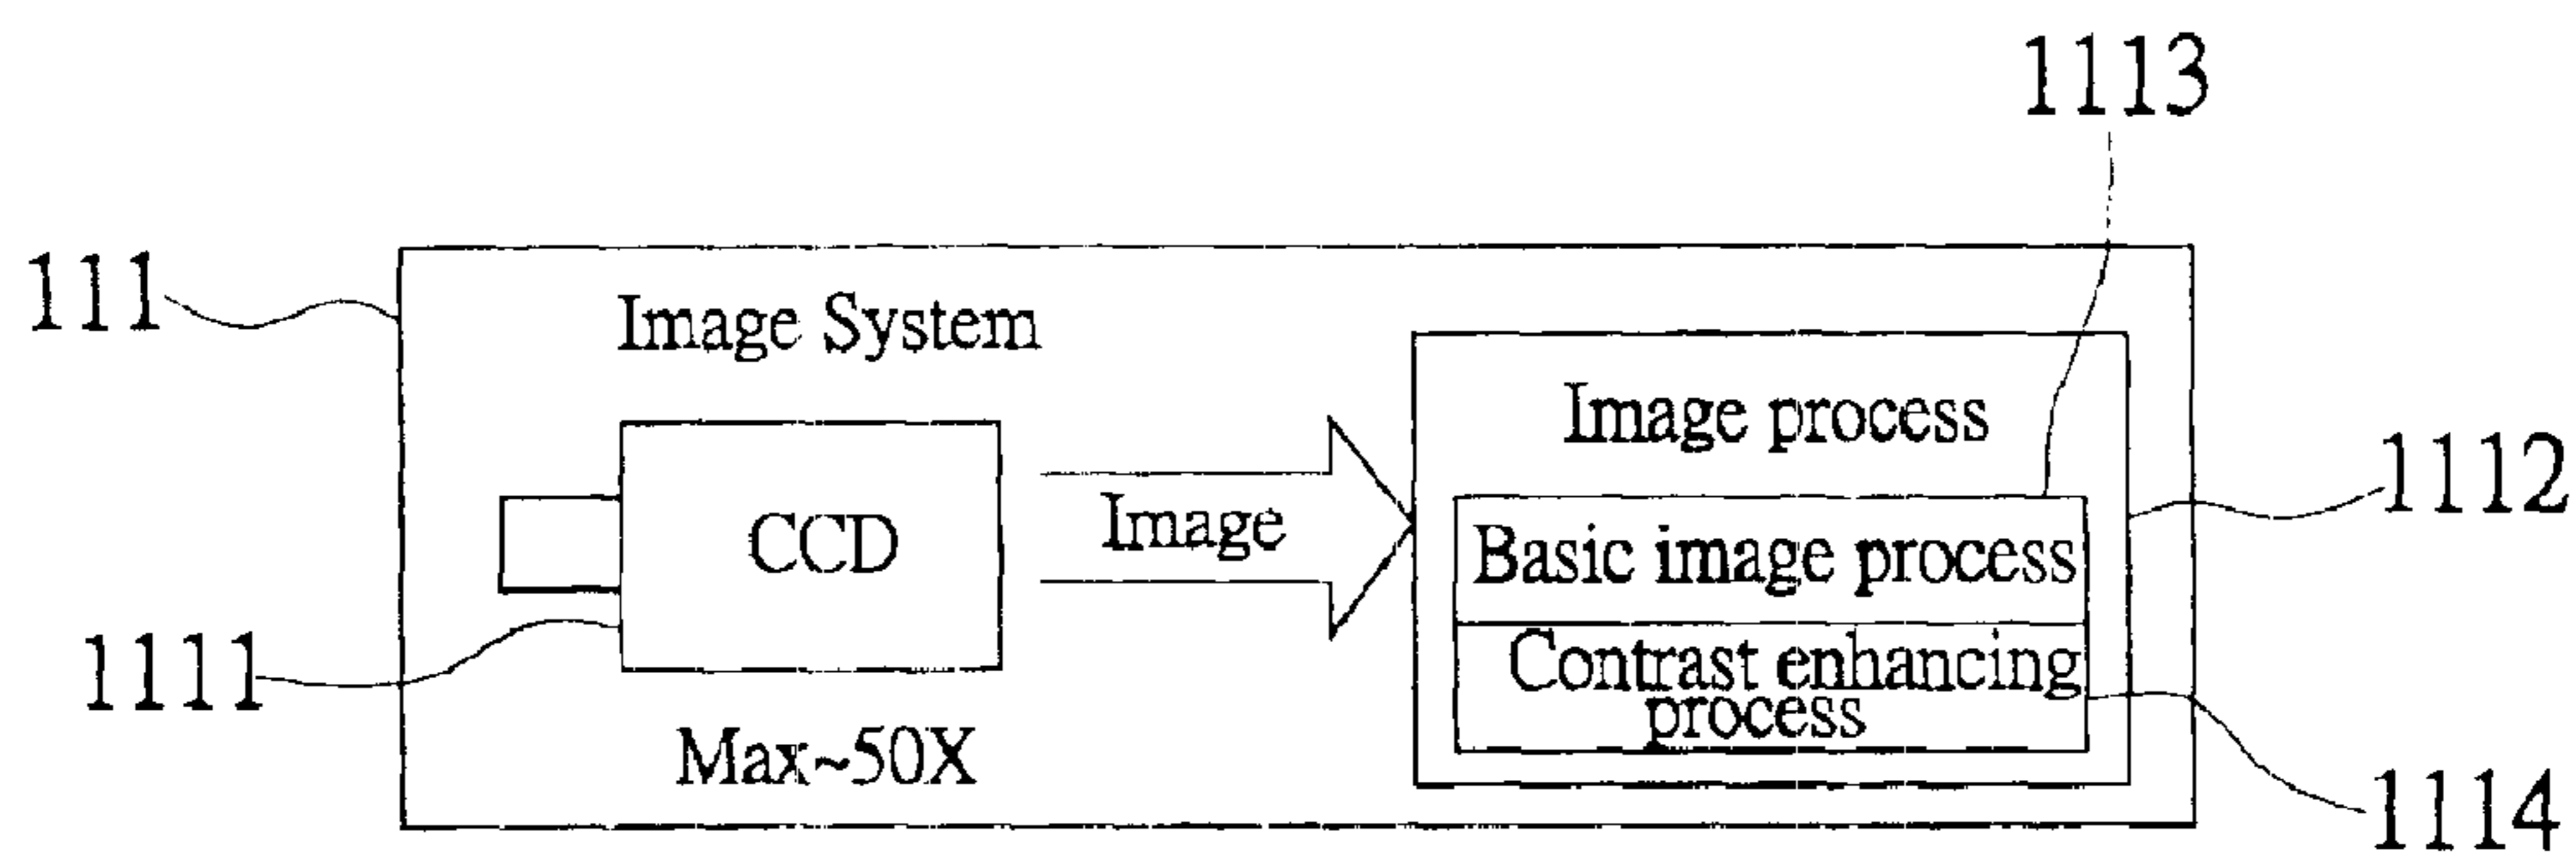 1113
111
Image System
Image process
1112
CCD
Image
Basic image process
1111
Contrast enhancing
process
Max~50X
1114